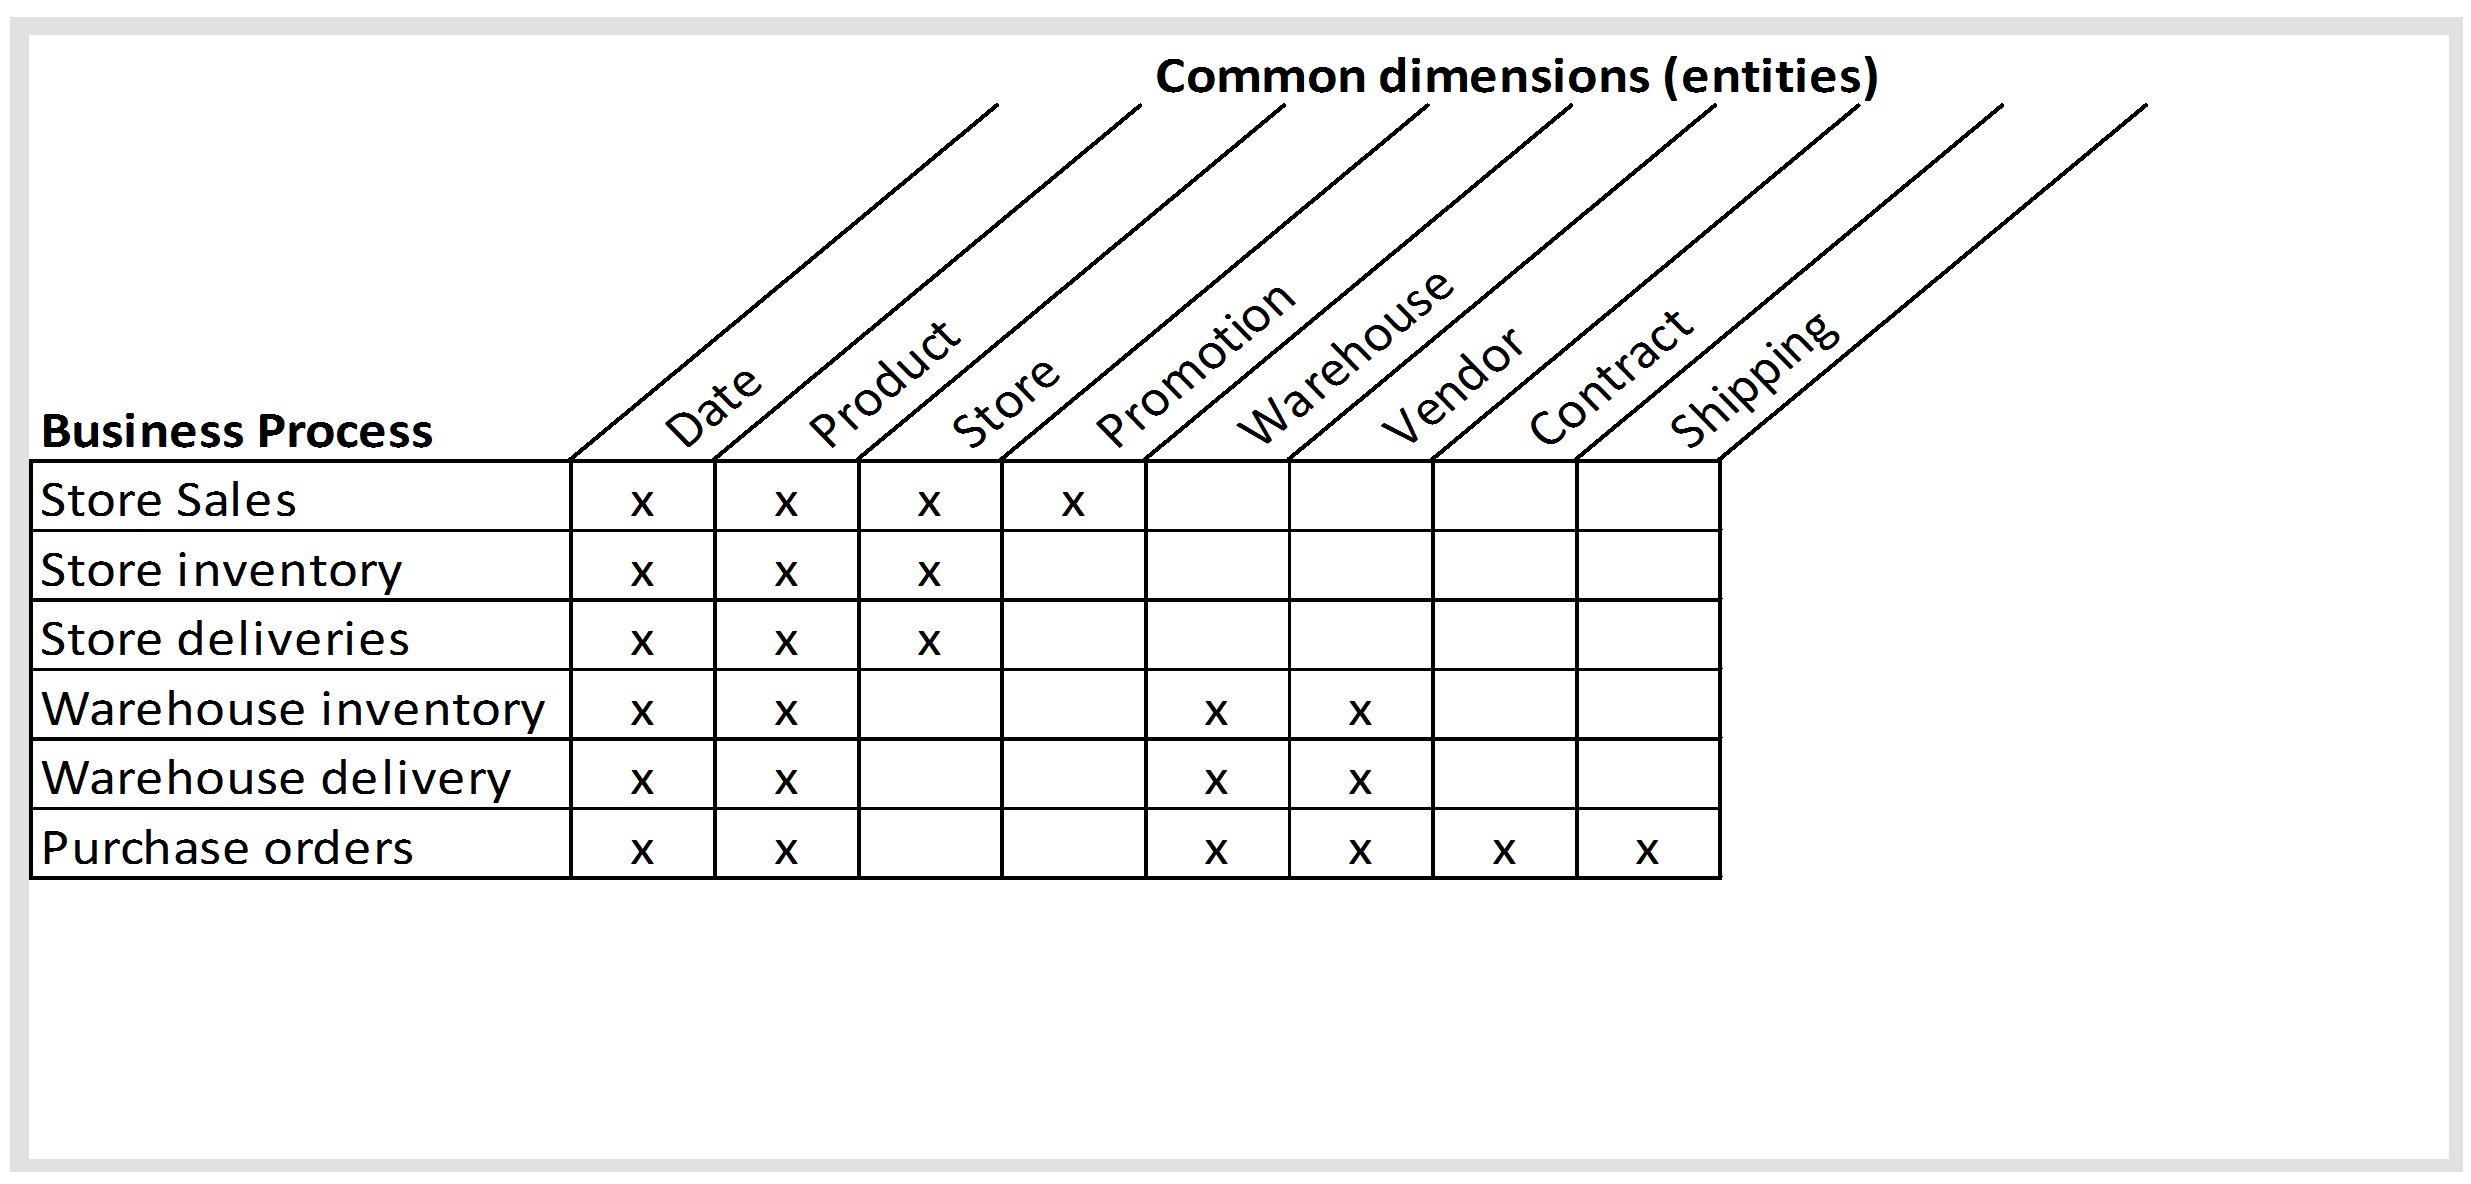 Common dimensions (entities)
Business Process
Date
Product
Store
Promotion
Warehouse
Vendor
Contract
Shipping
Store Sales x x x x
Store inventory x x x
Store deliveries x x x
Warehouse inventory x x x x
Warehouse delivery x x x x
Purchase orders x x x x x x